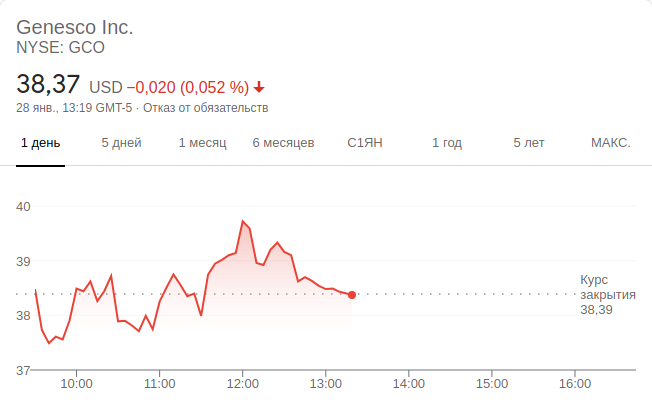 Genesco Inc.
NYSE: GCO
38,37 USD −0,020 (0,052 %)
28 янв., 13:19 GMT-5 · Отказ от обязательств
1 день 5 дней 1 месяц 6 месяцев С1ЯН 1 год 5 лет МАКС.
40
39
38
37
Курс
закрытия
38,39
10:00 11:00 12:00 13:00 14:00 15:00 16:00